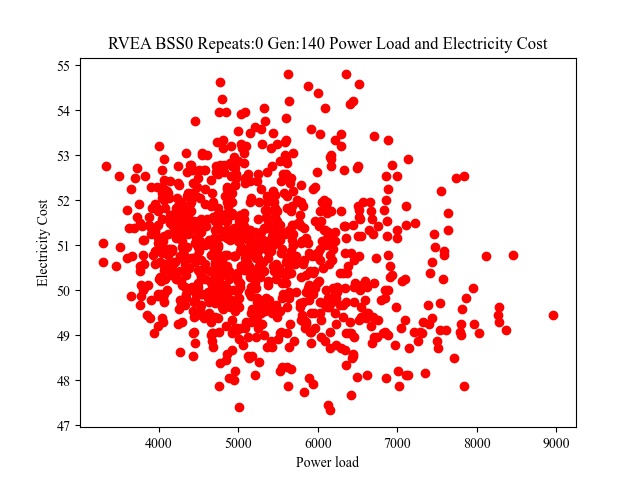 RVEA BSS0 Repeats:0 Gen:140 Power Load and Electricity Cost
55
54
53
52
51
50
49
48
47
Electricity Cost
4000 5000 6000 7000 8000 9000
Power load